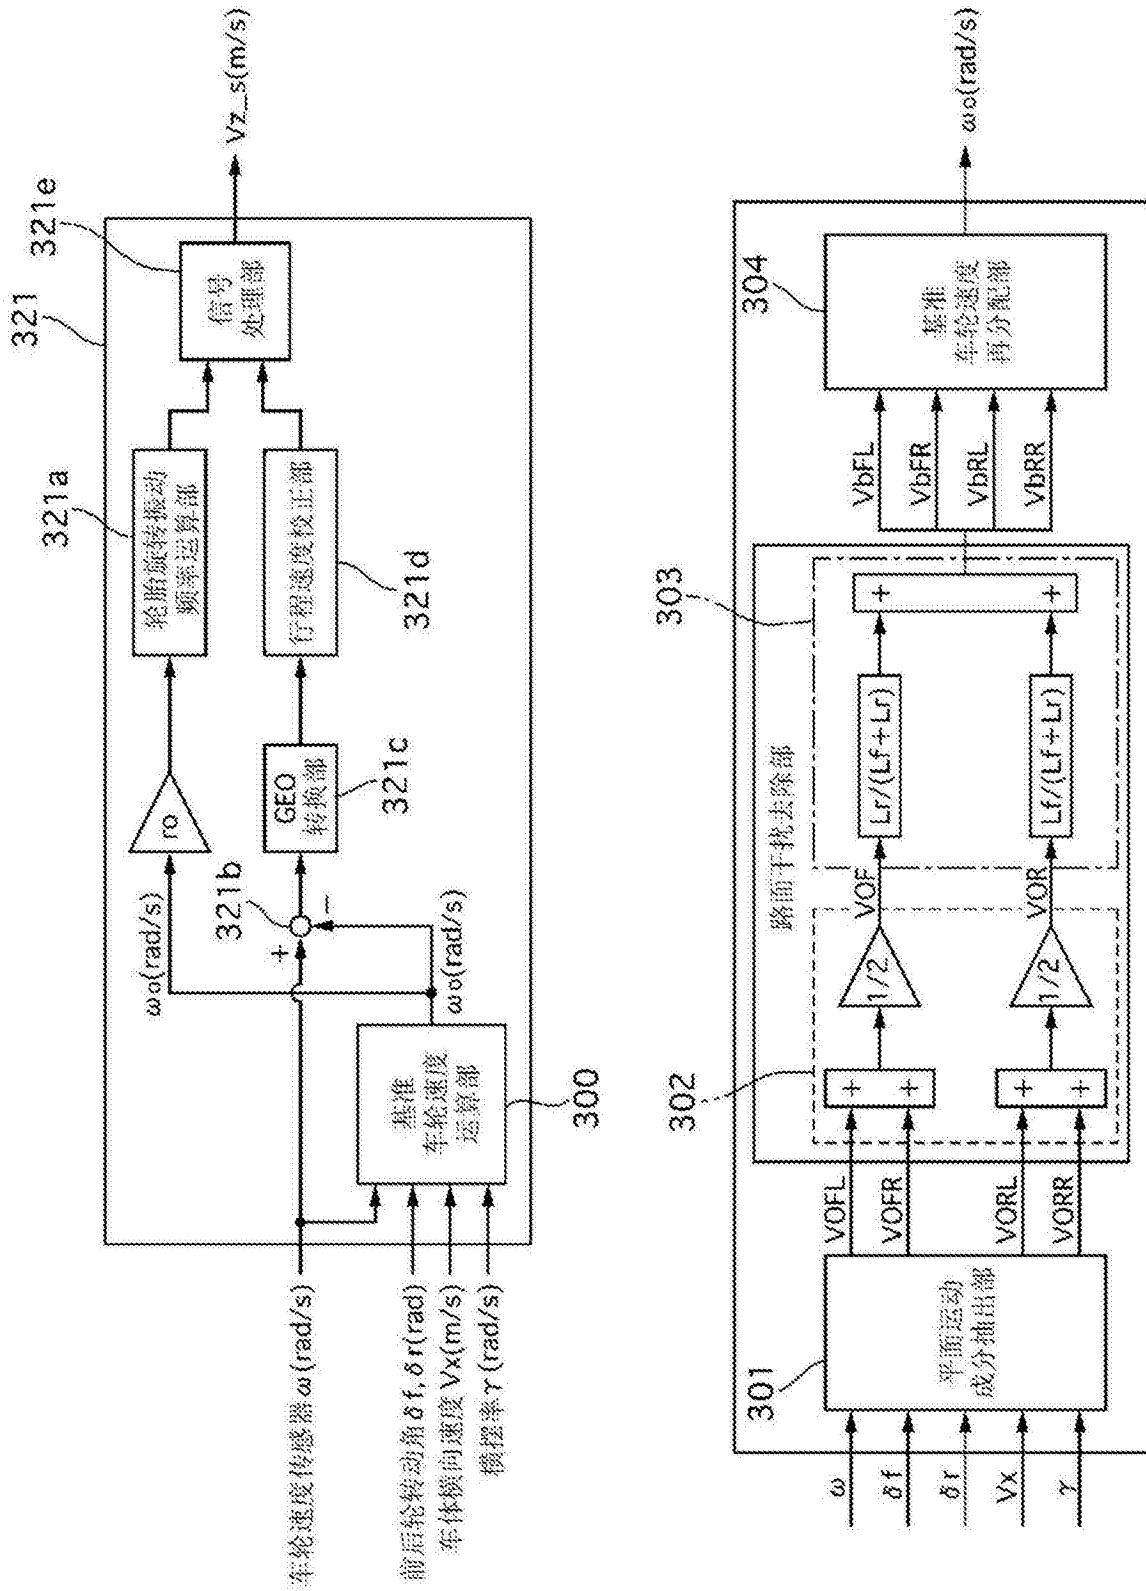 321
321e
信号
处理部
Vz_s(m/s)
321a
轮胎旋转振动
频率运算部
行程速度校正部
321d
ro
GEO
转换部
321c
321b
+
−
ωo(rad/s)
ωo(rad/s)
基准
车轮速度
运算部
300
车轮速度传感器ω(rad/s)
前后轮转动角δf,δr(rad)
车体横向速度Vx(m/s)
横摆率γ(rad/s)
ωo(rad/s)
304
基准
车轮速度
再分配部
VbFL
VbFR
VbRL
VbRR
303
路面干扰去除部
+
+
Lr/(Lf+Lr)
Lf/(Lf+Lr)
VOF
VOR
302
1/2
1/2
+
+
+
+
VOFL
VOFR
VORL
VORR
301
平面运动
成分抽出部
ω
δf
δr
Vx
γ